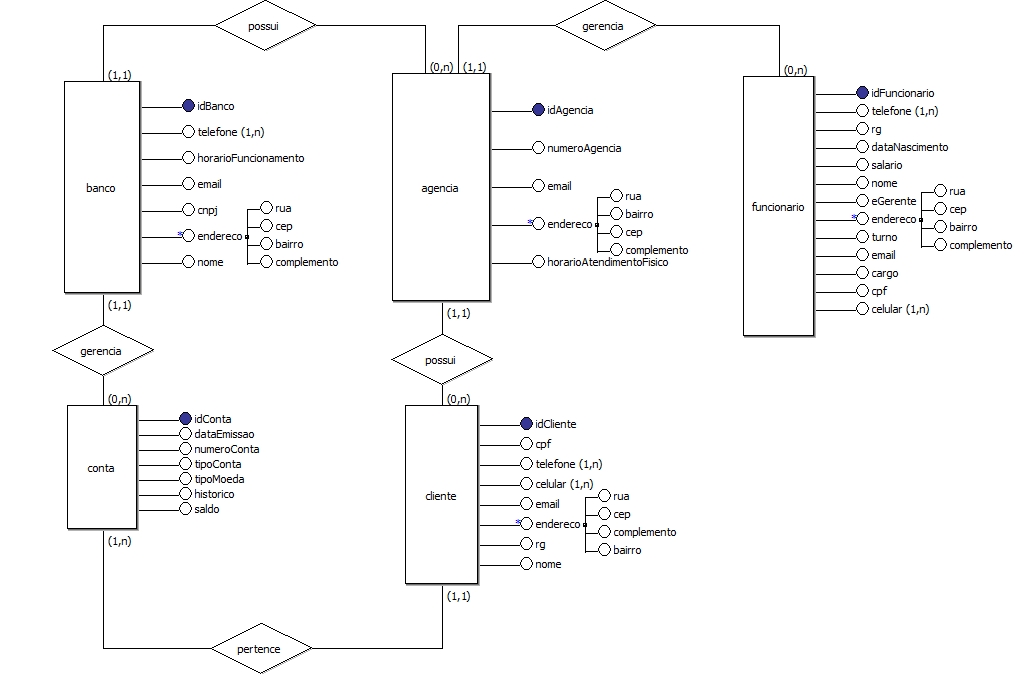 possui
gerencia
(1,1)
(0,n)
(1,1)
(0,n)
banco
idBanco
telefone (1,n)
horarioFuncionamento
email
cnpj
* endereco
rua
cep
bairro
complemento
nome
agencia
idAgencia
numeroAgencia
email
* endereco
rua
bairro
cep
complemento
horarioAtendimentoFisico
funcionario
idFuncionario
telefone (1,n)
rg
dataNascimento
salario
nome
eGerente
* endereco
rua
cep
bairro
complemento
turno
email
cargo
cpf
celular (1,n)
(1,1)
gerencia
(0,n)
(1,1)
possui
(0,n)
conta
idConta
dataEmissao
numeroConta
tipoConta
tipoMoeda
historico
saldo
(1,n)
cliente
idCliente
cpf
telefone (1,n)
celular (1,n)
email
* endereco
rua
cep
complemento
bairro
rg
nome
(1,1)
pertence